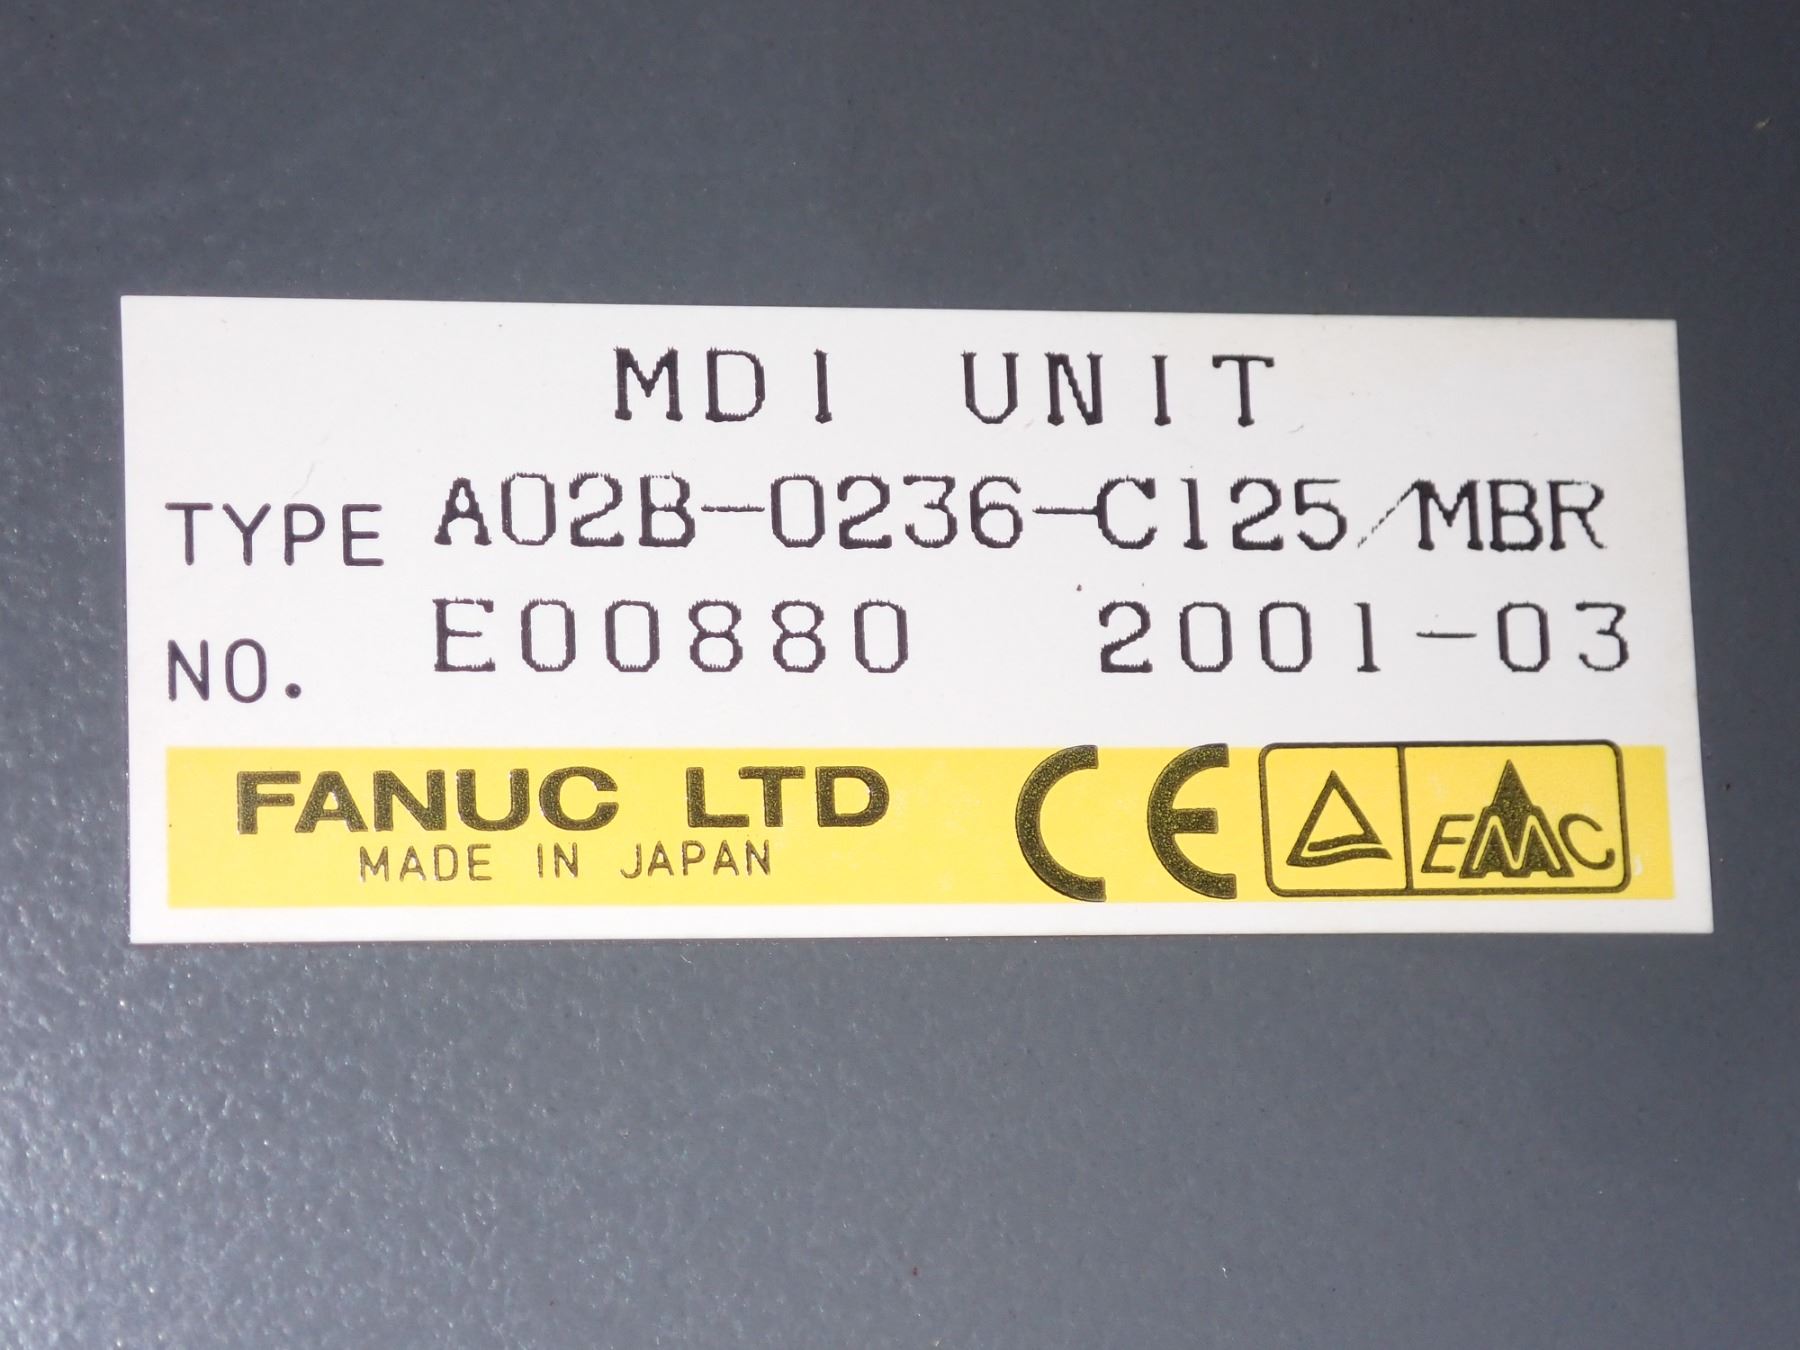 MDI UNIT
TYPE A02B-0236-C125/MBR
NO. E00880 2001-03
FANUC LTD
MADE IN JAPAN
CE
EMC